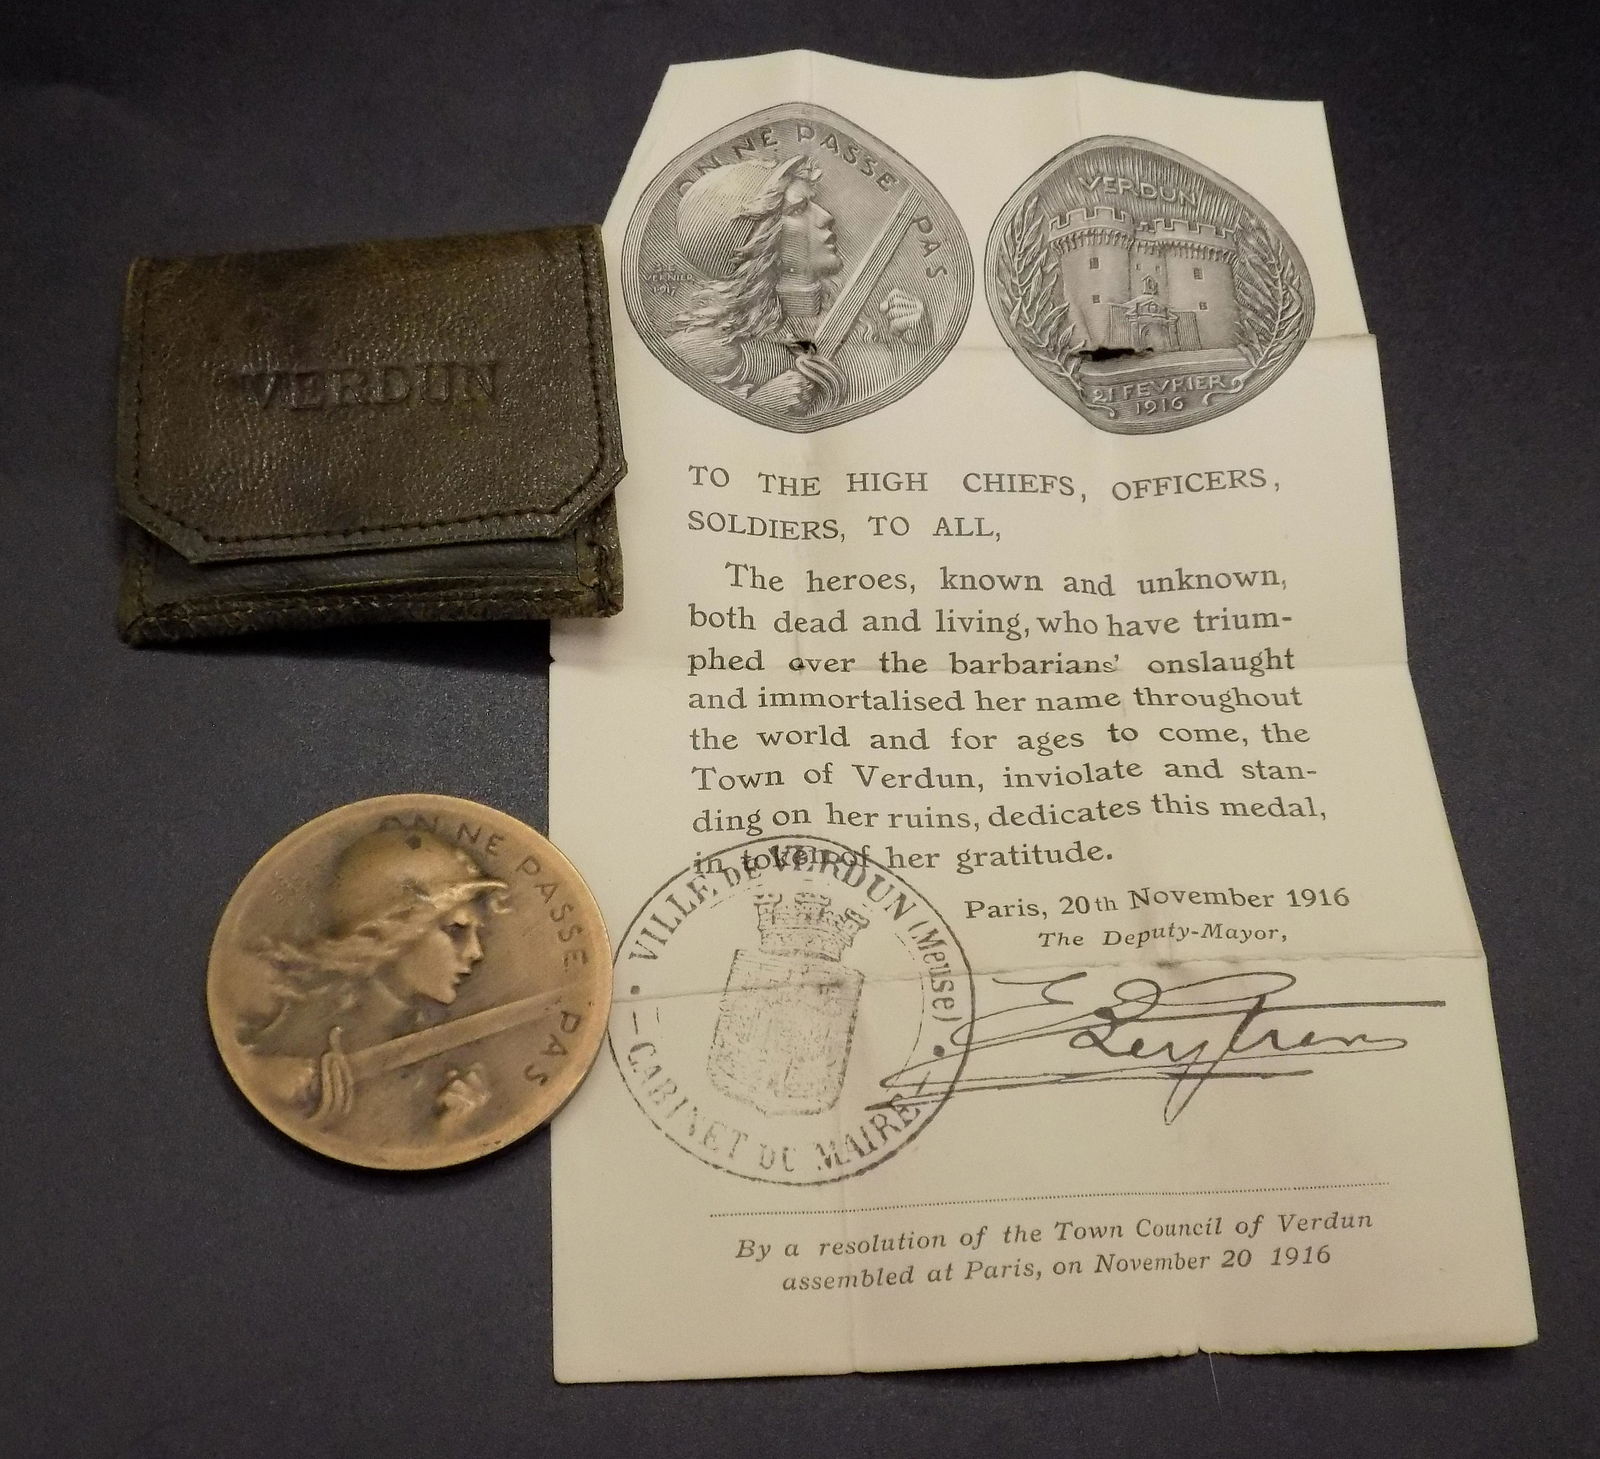 VERDUN
ON NE PASSE PAS
VERNIER
1917
VERDUN
21 FEVRIER
1916
TO THE HIGH CHIEFS, OFFICERS,
SOLDIERS, TO ALL,
The heroes, known and unknown,
both dead and living, who have trium-
phed over the barbarians' onslaught
and immortalised her name throughout
the world and for ages to come, the
Town of Verdun, inviolate and stan-
ding on her ruins, dedicates this medal,
in token of her gratitude.
Paris, 20th November 1916
The Deputy-Mayor,
VILLE DE VERDUN (Meuse)
CABINET DU MAIRE
By a resolution of the Town Council of Verdun
assembled at Paris, on November 20 1916
ON NE PASSE PAS